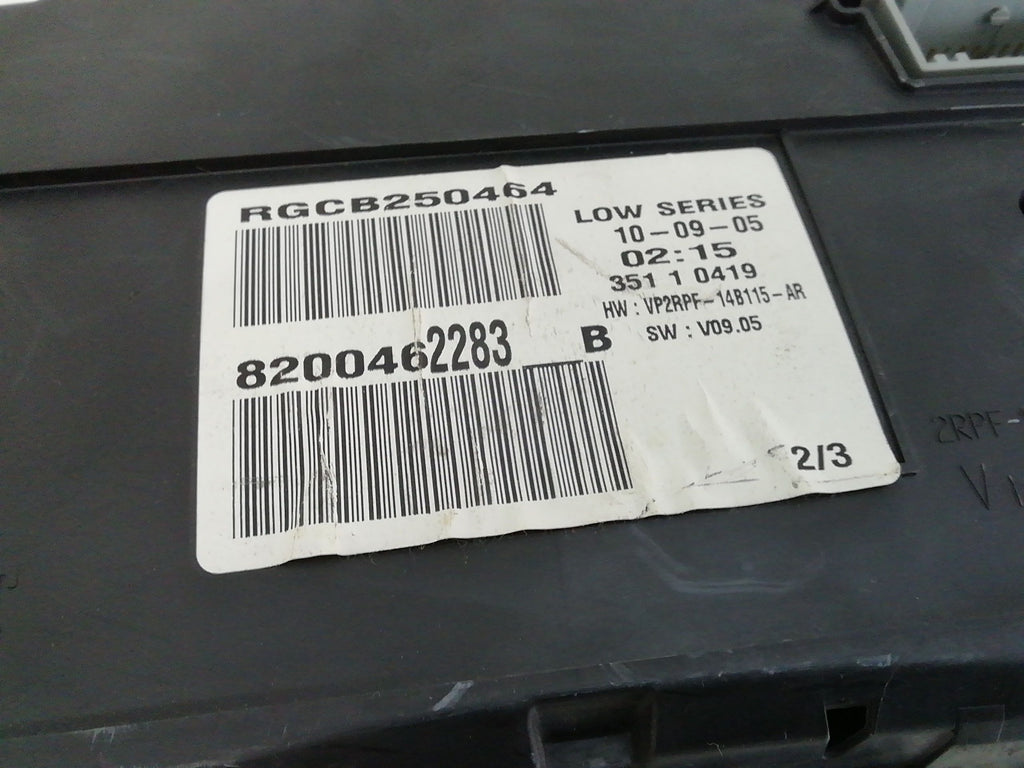 RGCB250464
LOW SERIES
10-09-05
02:15
351 1 0419
HW : VP2RPF-14B115-AR
SW : V09.05
8200462283__B
2/3
2RPF-